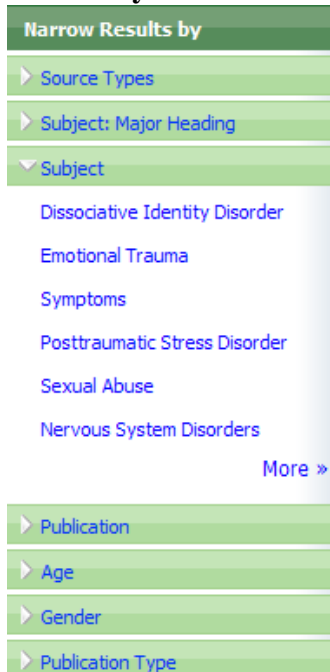 Narrow Results by
Source Types
Subject: Major Heading
Subject
Dissociative Identity Disorder
Emotional Trauma
Symptoms
Posttraumatic Stress Disorder
Sexual Abuse
Nervous System Disorders
More »
Publication
Age
Gender
Publication Type